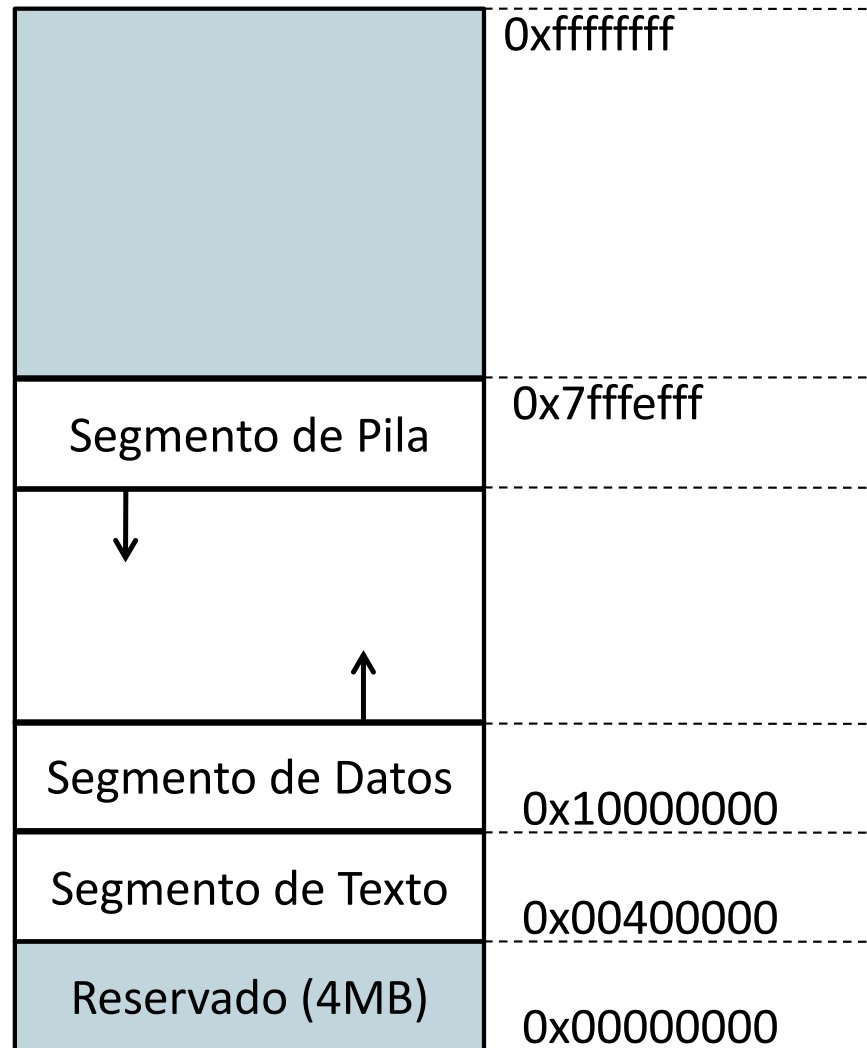 0xffffffff
0x7fffefff
Segmento de Pila
Segmento de Datos
0x10000000
Segmento de Texto
0x00400000
Reservado (4MB)
0x00000000